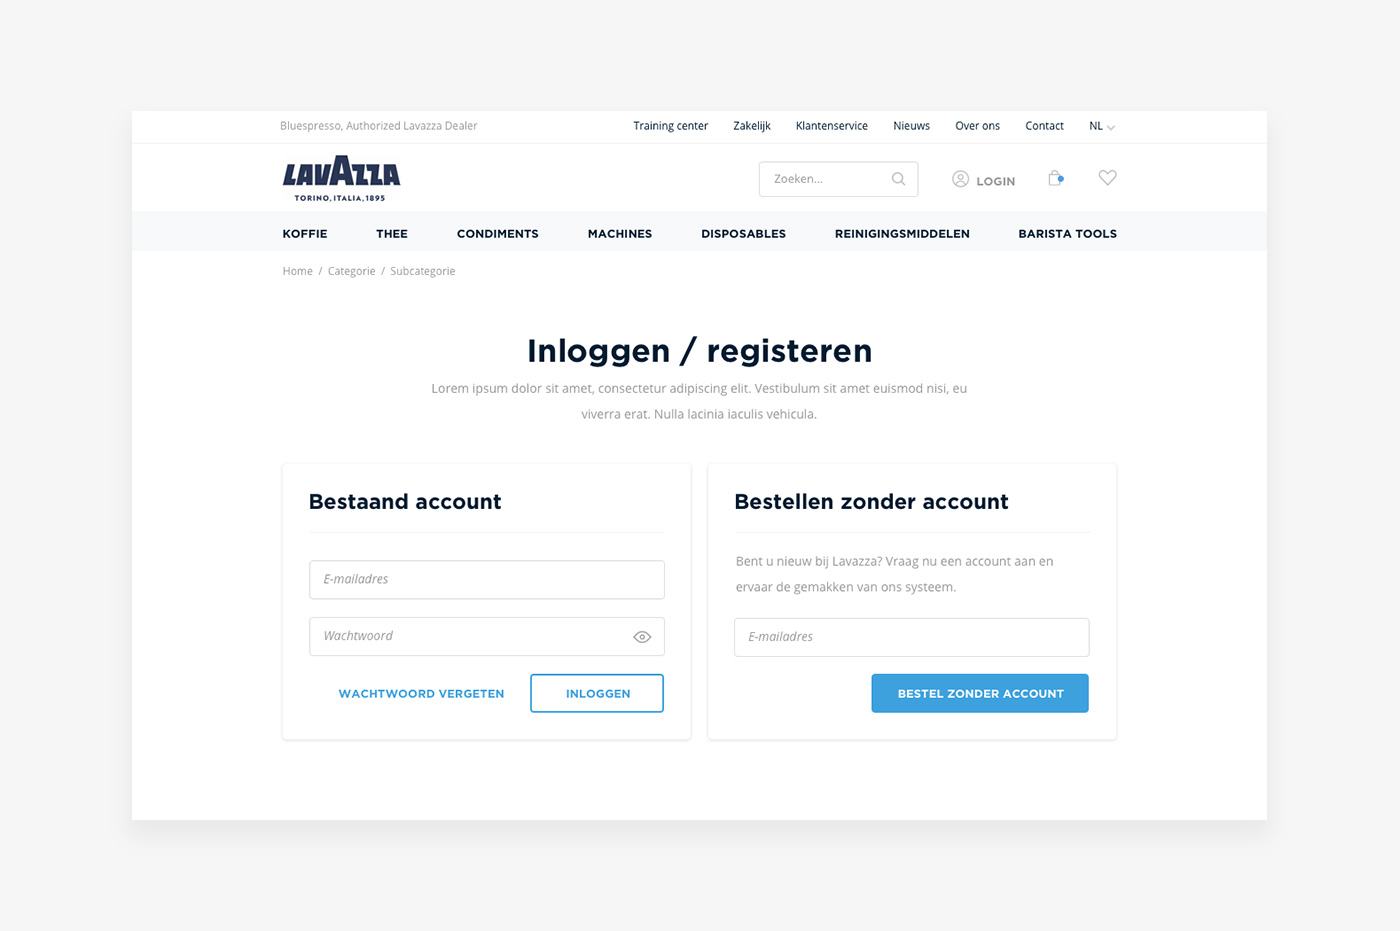 Bluespresso, Authorized Lavazza Dealer
Training center Zakelijk Klantenservice Nieuws Over ons Contact NL
LAVAZZA
TORINO, ITALIA, 1895
Zoeken...
LOGIN
KOFFIE THEE CONDIMENTS MACHINES DISPOSABLES REINIGINGSMIDDELEN BARISTA TOOLS
Home / Categorie / Subcategorie
Inloggen / registeren
Lorem ipsum dolor sit amet, consectetur adipiscing elit. Vestibulum sit amet euismod nisi, eu
viverra erat. Nulla lacinia iaculis vehicula.
Bestaand account
E-mailadres
Wachtwoord
WACHTWOORD VERGETEN INLOGGEN
Bestellen zonder account
Bent u nieuw bij Lavazza? Vraag nu een account aan en
ervaar de gemakken van ons systeem.
E-mailadres
BESTEL ZONDER ACCOUNT